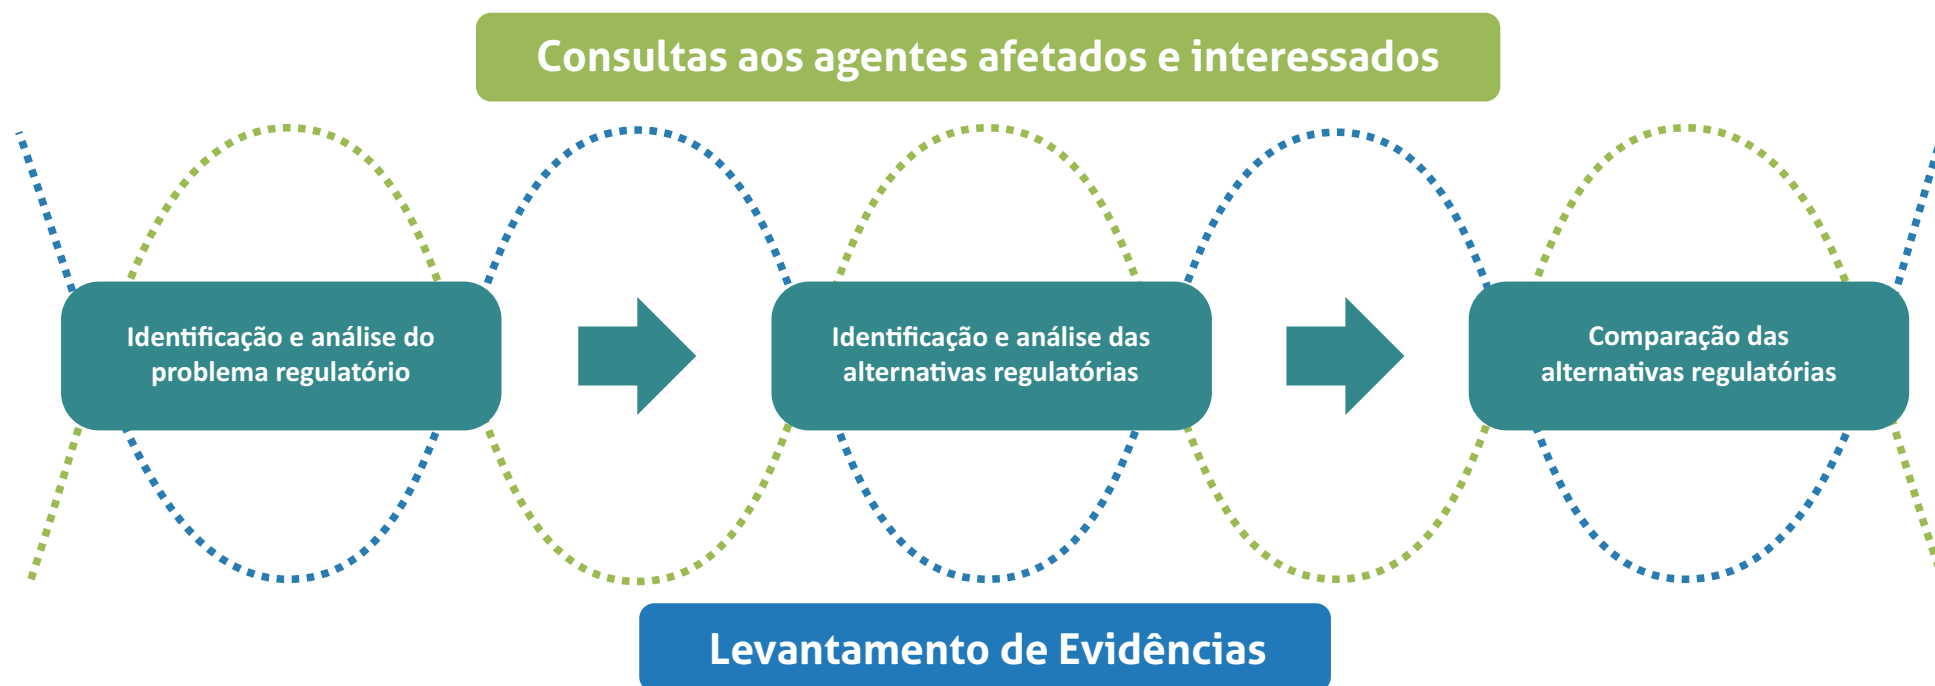 Consultas aos agentes afetados e interessados
Identificação e análise do
problema regulatório
Identificação e análise das
alternativas regulatórias
Comparação das
alternativas regulatórias
Levantamento de Evidências